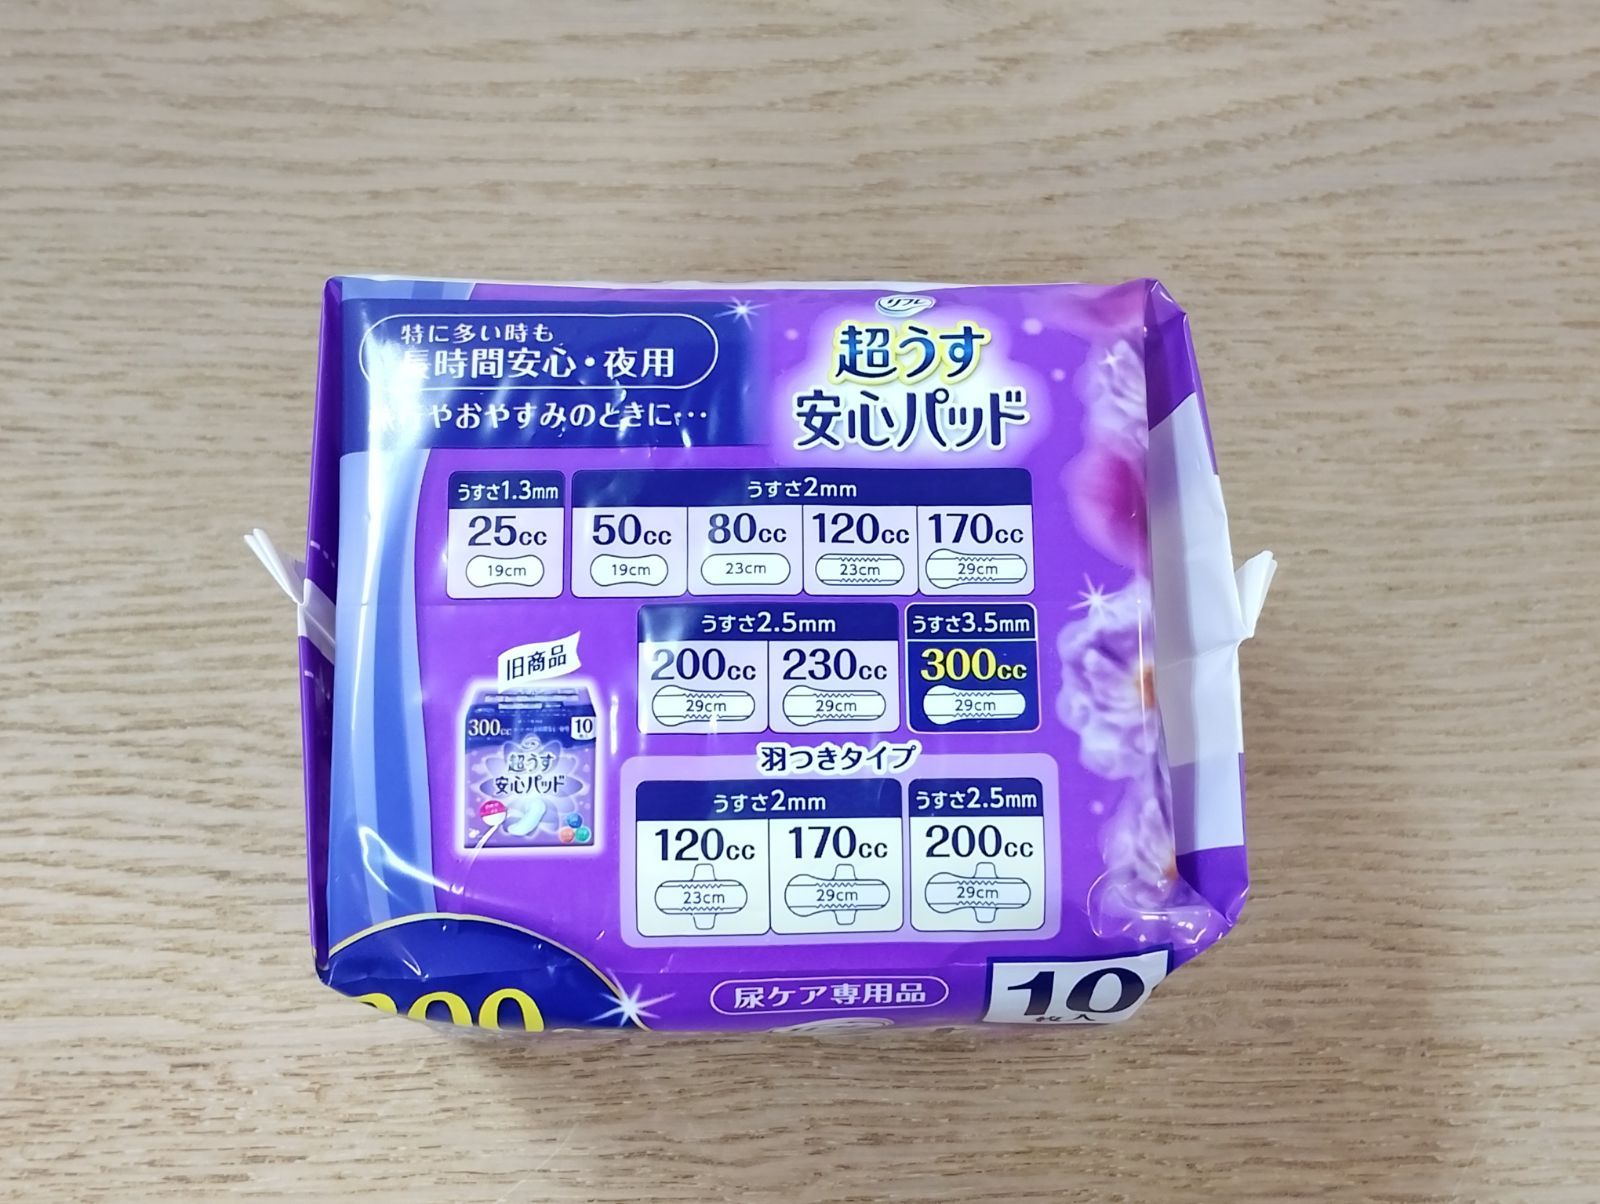 特に多い時も
長時間安心・夜用
やおやすみのときに…
リフレ
超うす
安心パッド
うすさ1.3mm
25cc
19cm
うすさ2mm
50cc 80cc 120cc 170cc
19cm 23cm 23cm 29cm
うすさ2.5mm
200cc 230cc
29cm 29cm
うすさ3.5mm
300cc
29cm
旧商品
300cc
10
超うす
安心パッド
羽つきタイプ
うすさ2mm
120cc 170cc
23cm 29cm
うすさ2.5mm
200cc
29cm
300
尿ケア専用品
10
枚入